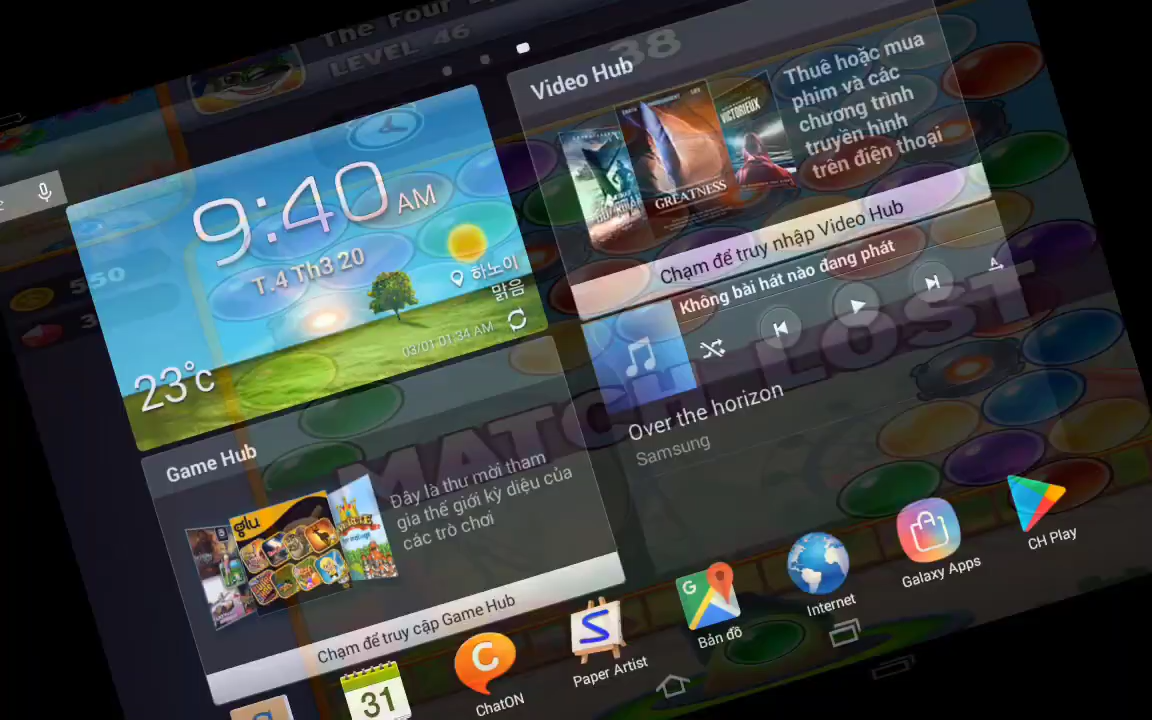 The Four
LEVEL 46
38
550
9:40 AM
T.4 Th3 20
하노이
맑음
03/01 01:34 AM
23°c
Video Hub
VICTORIEUX
GREATNESS
Thuê hoặc mua
phim và các
chương trình
truyền hình
trên điện thoại
Chạm để truy nhập Video Hub
Không bài hát nào đang phát
MATCH LOST
Over the horizon
Samsung
Game Hub
glu
Đây là thư mời tham
gia thế giới kỳ diệu của
các trò chơi
Chạm để truy cập Game Hub
31
C
ChatON
S
Paper Artist
G
Bản đồ
Internet
Galaxy Apps
CH Play